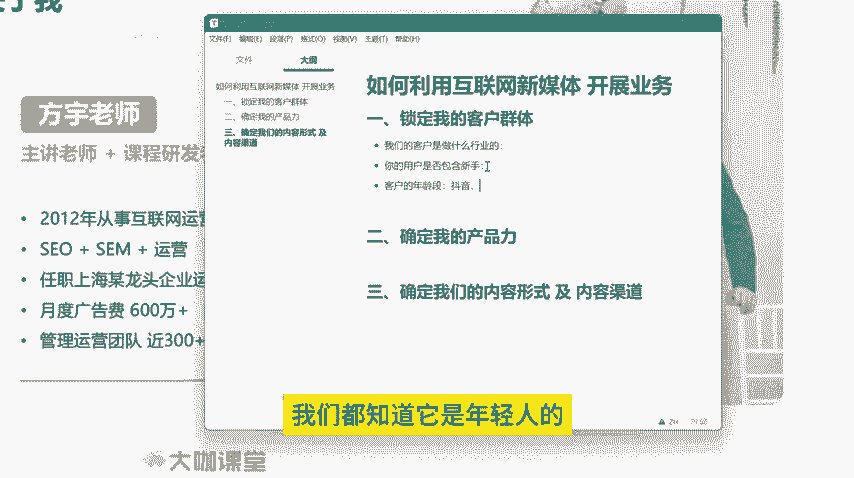 于我
方宇老师
主讲老师 + 课程研发
• 2012年从事互联网运营
• SEO + SEM + 运营
• 任职上海某龙头企业运
• 月度广告费 600万+
• 管理运营团队 近300+
大咖课堂
文件(F) 编辑(E) 段落(P) 格式(O) 视图(V) 主题(T) 帮助(H)
文件 大纲
如何利用互联网新媒体 开展业务
一、锁定我的客户群体
二、确定我的产品力
三、确定我们的内容形式 及
内容渠道
如何利用互联网新媒体 开展业务
一、锁定我的客户群体
• 我们的客户是做什么行业的:
• 你的用户是否包含新手:
• 客户的年龄段：抖音、
二、确定我的产品力
三、确定我们的内容形式 及 内容渠道
我们都知道它是年轻人的